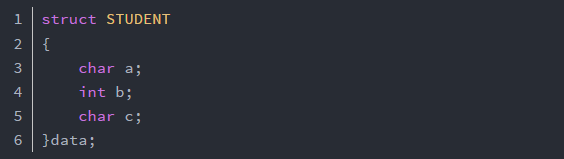 1 struct STUDENT
2 {
3     char a;
4     int b;
5     char c;
6 }data;